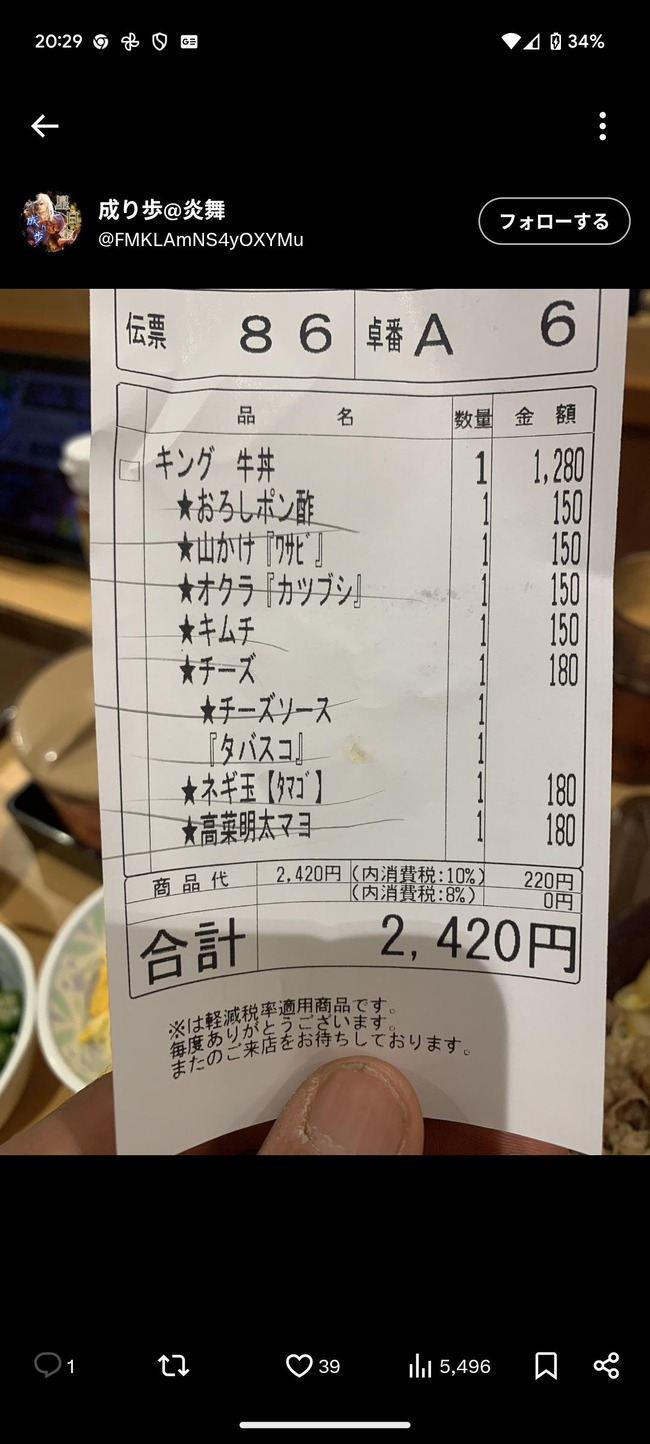 20:29
34%
成り歩@炎舞
@FMKLAmNS4yOXYMu
フォローする
伝票 86 卓番 A 6
品名 数量 金額
キング 牛丼 1 1,280
★おろしポン酢 1 150
★山かけ『ワサビ』 1 150
★オクラ『カツブシ』 1 150
★キムチ 1 150
★チーズ 1 180
★チーズソース 1
『タバスコ』 1
★ネギ玉【タマゴ】 1 180
★高菜明太マヨ 1 180
商品代 2,420円 (内消費税:10%) 220円
(内消費税:8%) 0円
合計 2,420円
※は軽減税率適用商品です。
毎度ありがとうございます。
またのご来店をお待ちしております。
1 39 5,496